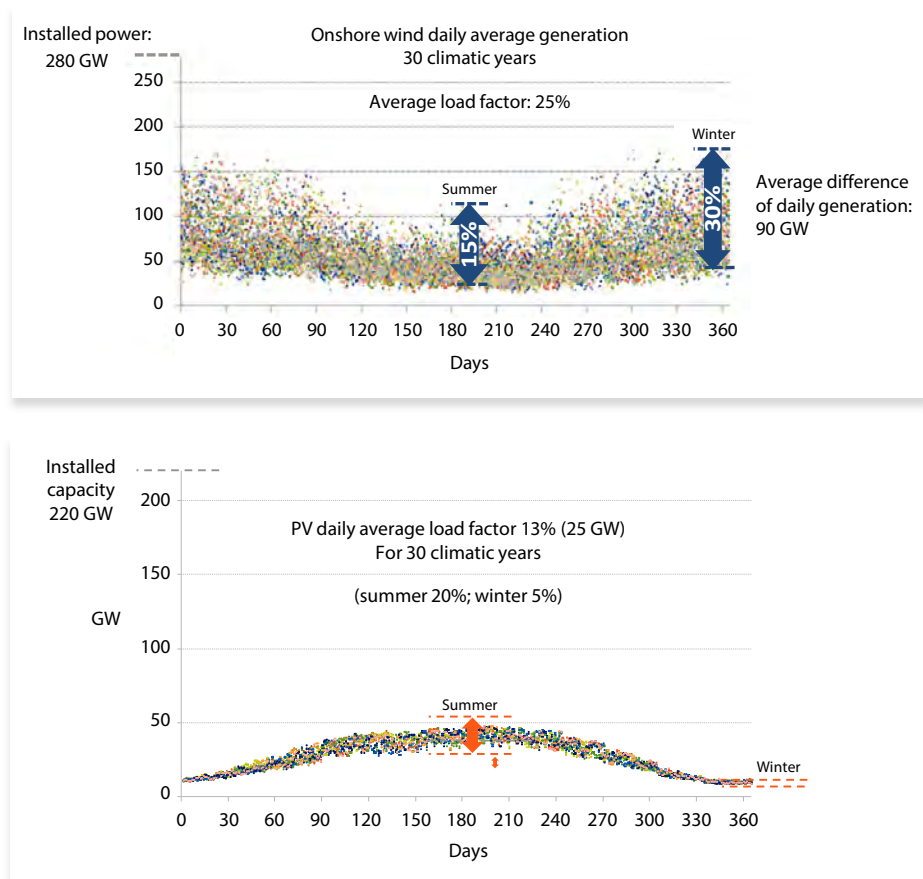 Installed power:
280 GW
Onshore wind daily average generation
30 climatic years
Average load factor: 25%
250
200
150
100
50
0
Summer
15%
Winter
30%
Average difference
of daily generation:
90 GW
0 30 60 90 120 150 180 210 240 270 300 330 360
Days
Installed
capacity
220 GW
PV daily average load factor 13% (25 GW)
For 30 climatic years
(summer 20%; winter 5%)
GW
200
150
100
50
0
Summer
Winter
0 30 60 90 120 150 180 210 240 270 300 330 360
Days